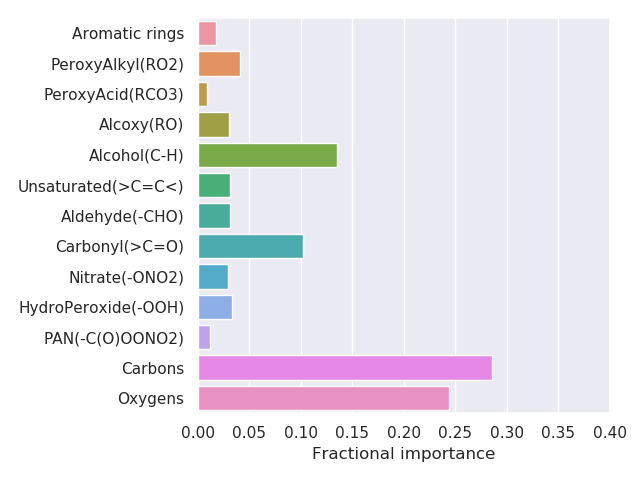 Aromatic rings
PeroxyAlkyl(RO2)
PeroxyAcid(RCO3)
Alcoxy(RO)
Alcohol(C-H)
Unsaturated(>C=C<)
Aldehyde(-CHO)
Carbonyl(>C=O)
Nitrate(-ONO2)
HydroPeroxide(-OOH)
PAN(-C(O)OONO2)
Carbons
Oxygens
0.00 0.05 0.10 0.15 0.20 0.25 0.30 0.35 0.40
Fractional importance